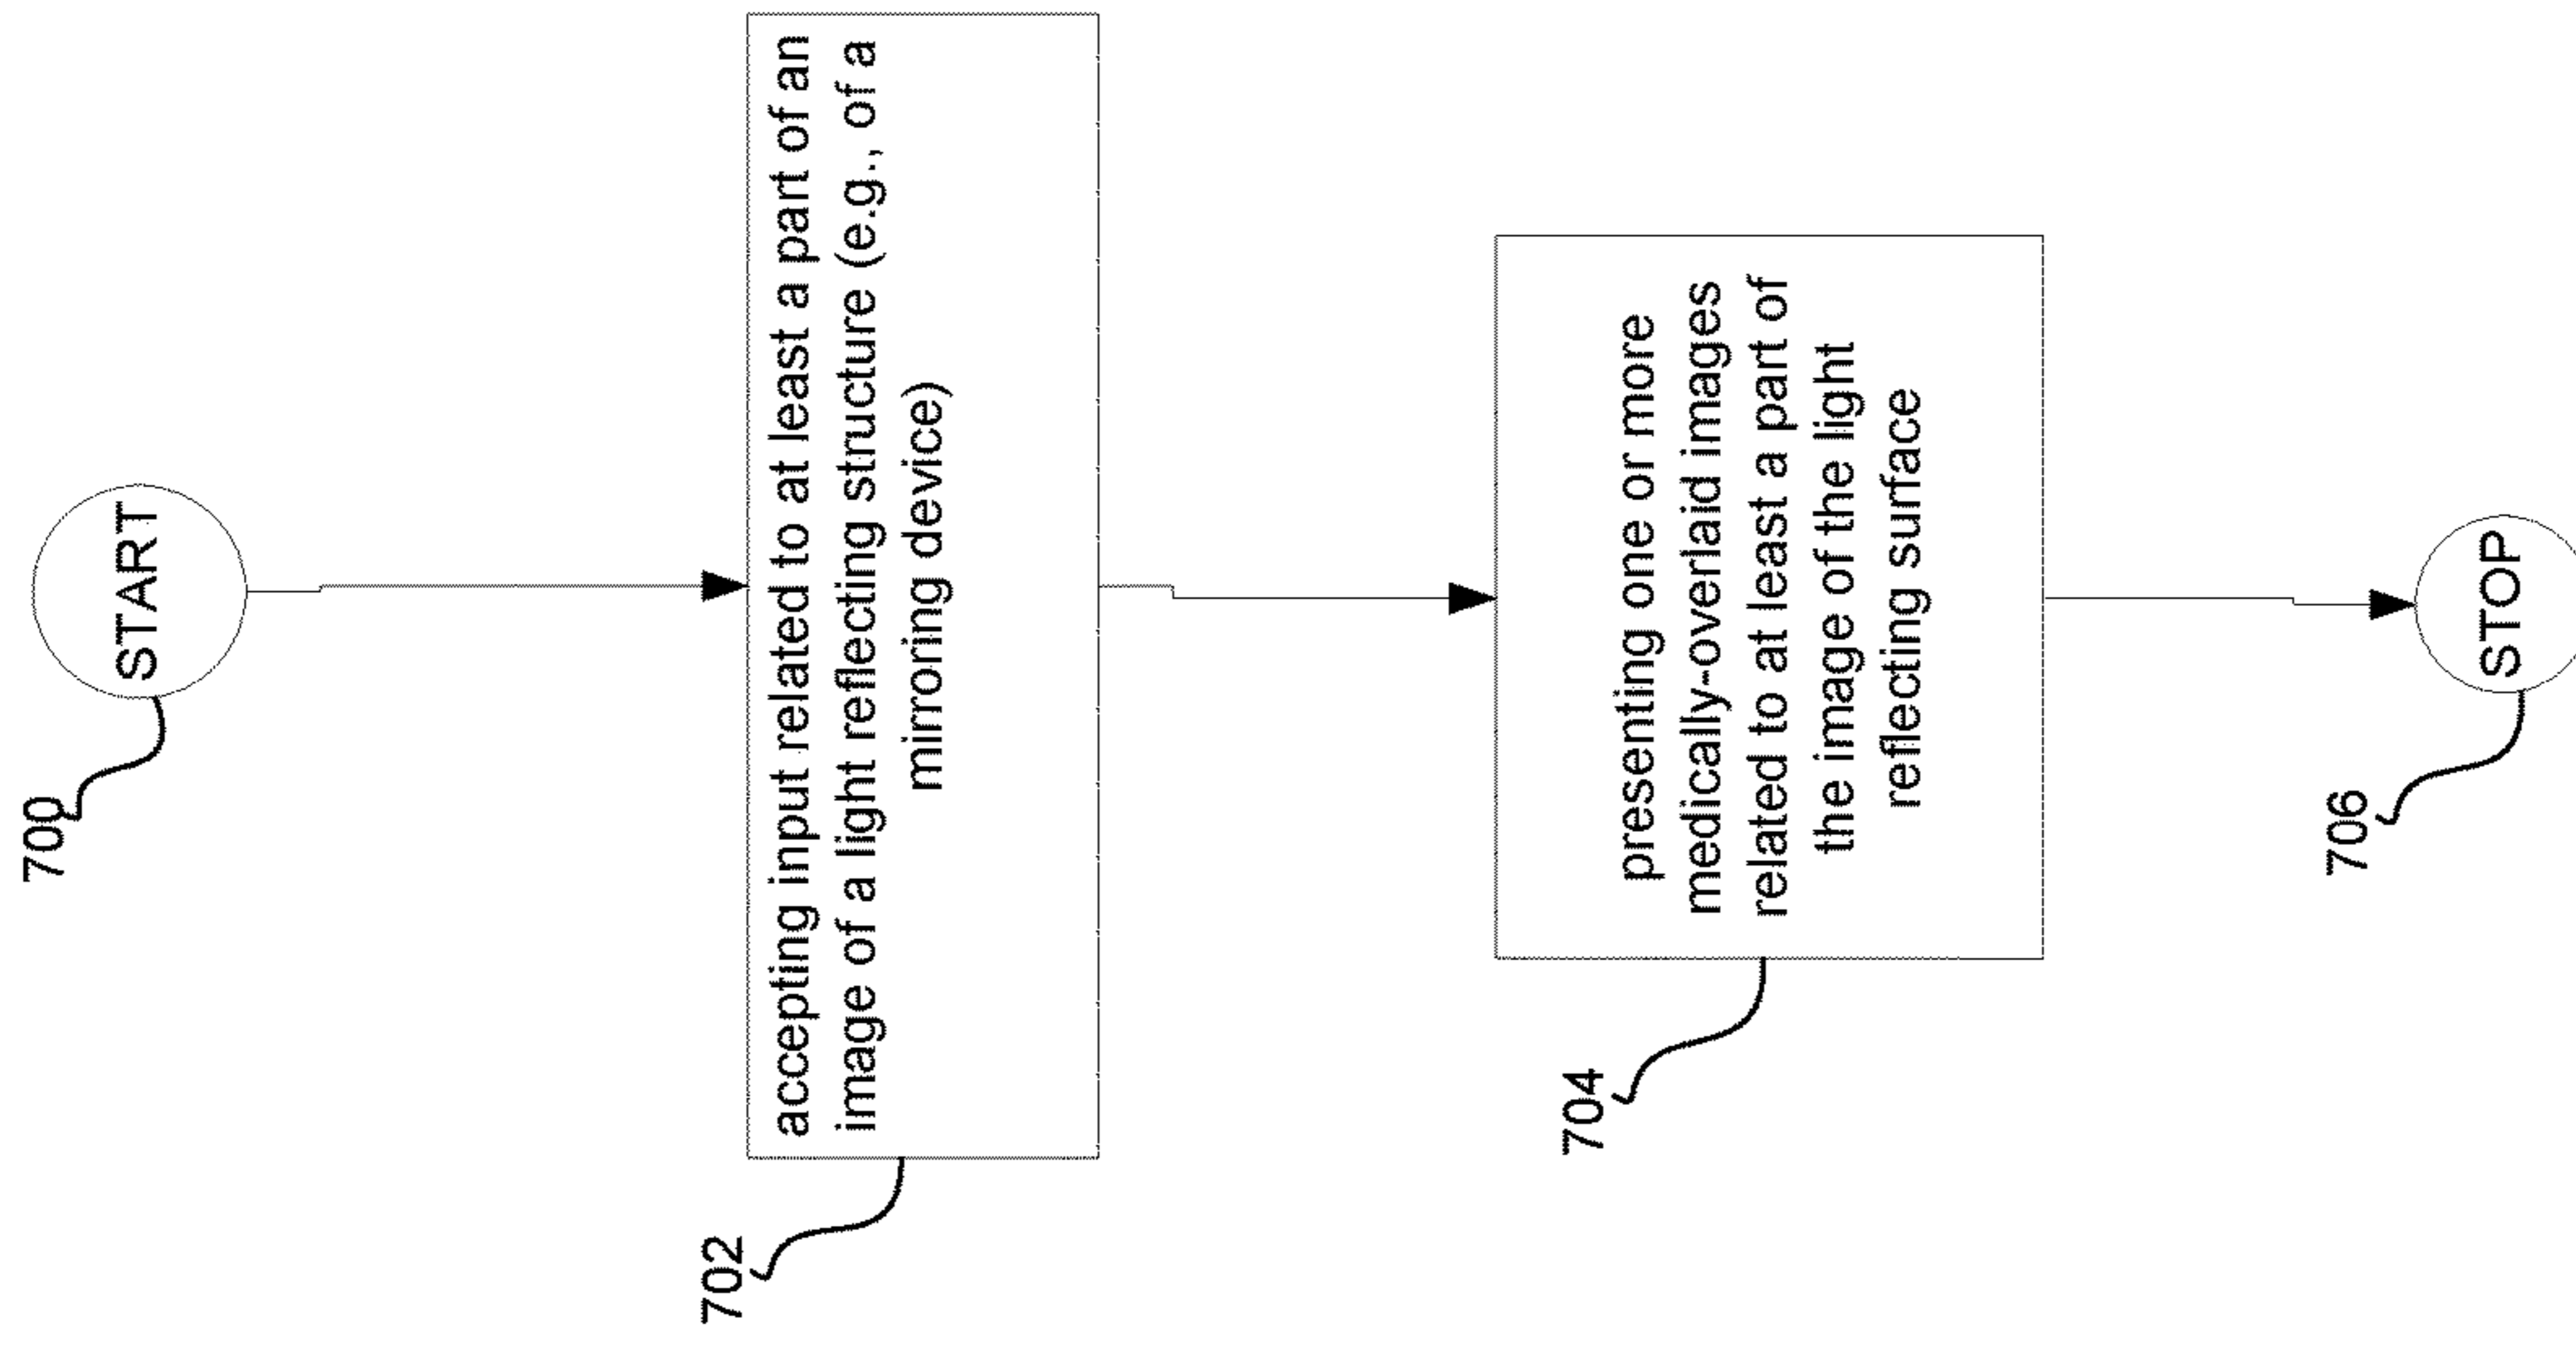 700
START
702
accepting input related to at least a part of an
image of a light reflecting structure (e.g., of a
mirroring device)
704
presenting one or more
medically-overlaid images
related to at least a part of
the image of the light
reflecting surface
706
STOP